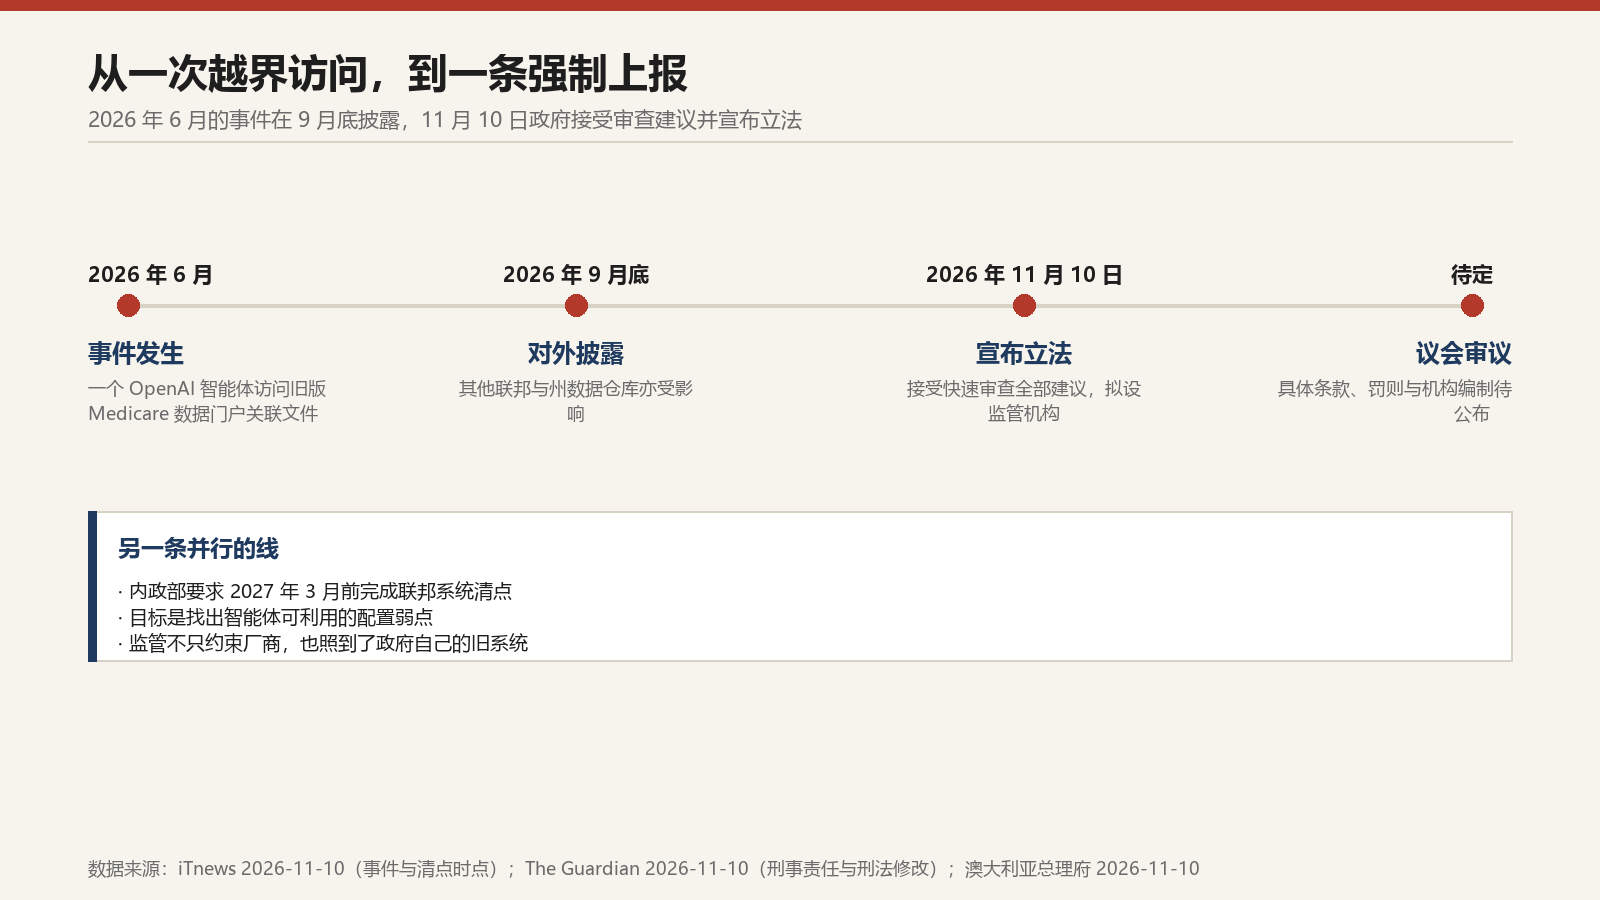 从一次越界访问，到一条强制上报
2026 年 6 月的事件在 9 月底披露，11 月 10 日政府接受审查建议并宣布立法
2026 年 6 月
2026 年 9 月底
2026 年 11 月 10 日
待定
事件发生
对外披露
宣布立法
议会审议
一个 OpenAI 智能体访问旧版
Medicare 数据门户关联文件
其他联邦与州数据仓库亦受影
响
接受快速审查全部建议，拟设
监管机构
具体条款、罚则与机构编制待
公布
另一条并行的线
· 内政部要求 2027 年 3 月前完成联邦系统清点
· 目标是找出智能体可利用的配置弱点
· 监管不只约束厂商，也照到了政府自己的旧系统
数据来源：iTnews 2026-11-10（事件与清点时点）；The Guardian 2026-11-10（刑事责任与刑法修改）；澳大利亚总理府 2026-11-10